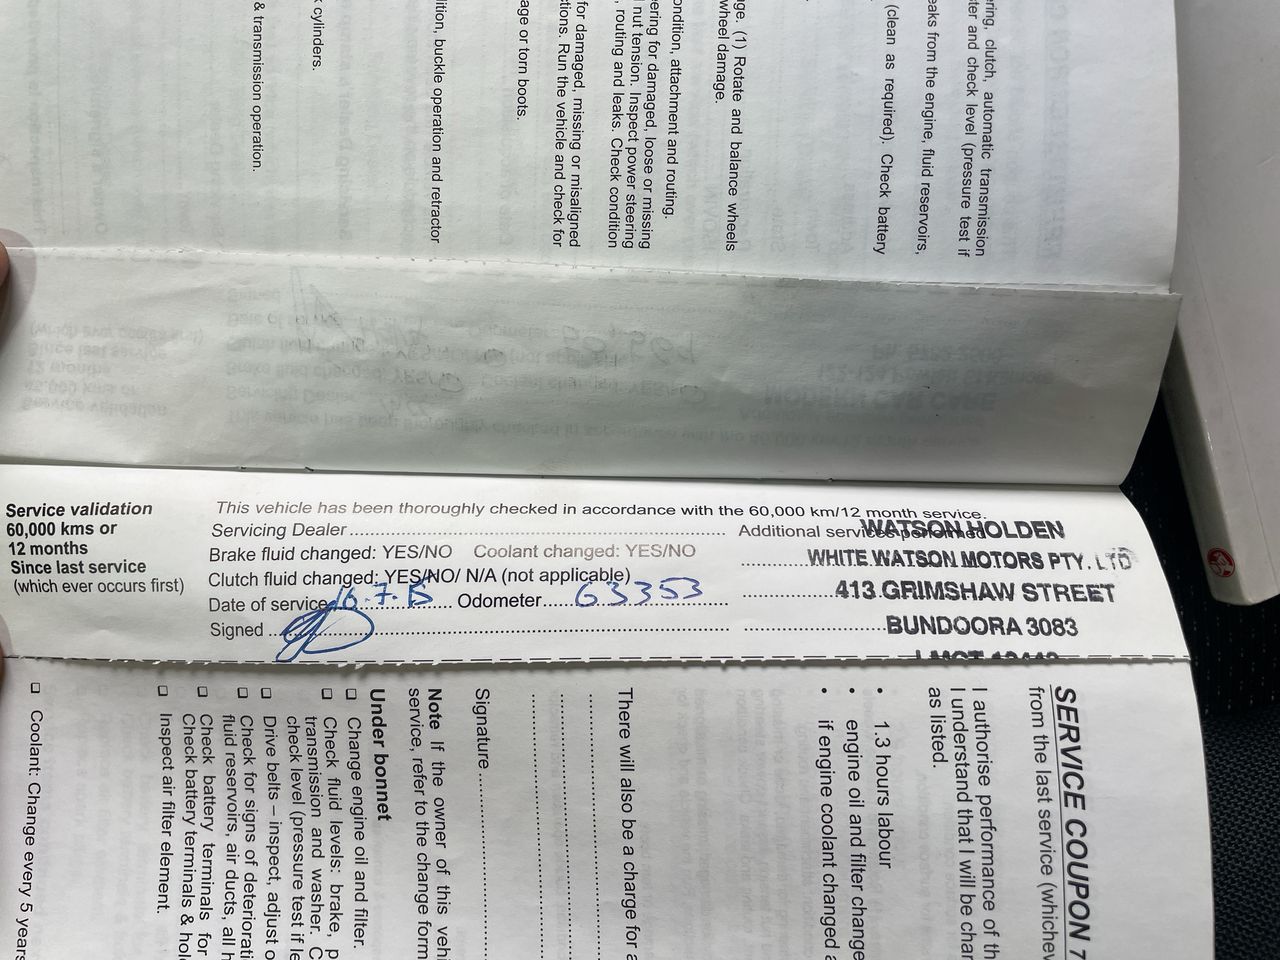 ring, clutch, automatic transmission
ter and check level (pressure test if
eaks from the engine, fluid reservoirs,
(clean as required). Check battery
ge. (1) Rotate and balance wheels
wheel damage.
ondition, attachment and routing.
ering for damaged, loose or missing
nut tension. Inspect power steering
, routing and leaks. Check condition
for damaged, missing or misaligned
tions. Run the vehicle and check for
age or torn boots.
ition, buckle operation and retractor
cylinders.
& transmission operation.
Service validation
60,000 kms or
12 months
Since last service
(which ever occurs first)
This vehicle has been thoroughly checked in accordance with the 60,000 km/12 month service.
Servicing Dealer
Additional services performed
Brake fluid changed: YES/NO Coolant changed: YES/NO
Clutch fluid changed: YES/NO/ N/A (not applicable)
Date of service 16.7.15 Odometer 63353
Signed
WATSON HOLDEN
WHITE WATSON MOTORS PTY. LTD
413 GRIMSHAW STREET
BUNDOORA 3083
SERVICE COUPON 7
from the last service (whichev
I authorise performance of th
I understand that I will be char
as listed.
• 1.3 hours labour
• engine oil and filter change
• if engine coolant changed a
There will also be a charge for a
Signature
Note If the owner of this vehi
service, refer to the change form
Under bonnet
❑ Change engine oil and filter.
❑ Check fluid levels: brake, p
transmission and washer. C
check level (pressure test if le
❑ Drive belts – inspect, adjust o
❑ Check for signs of deteriorati
fluid reservoirs, air ducts, all h
❑ Check battery terminals for
Check battery terminals & hol
❑ Inspect air filter element.
❑ Coolant: Change every 5 years